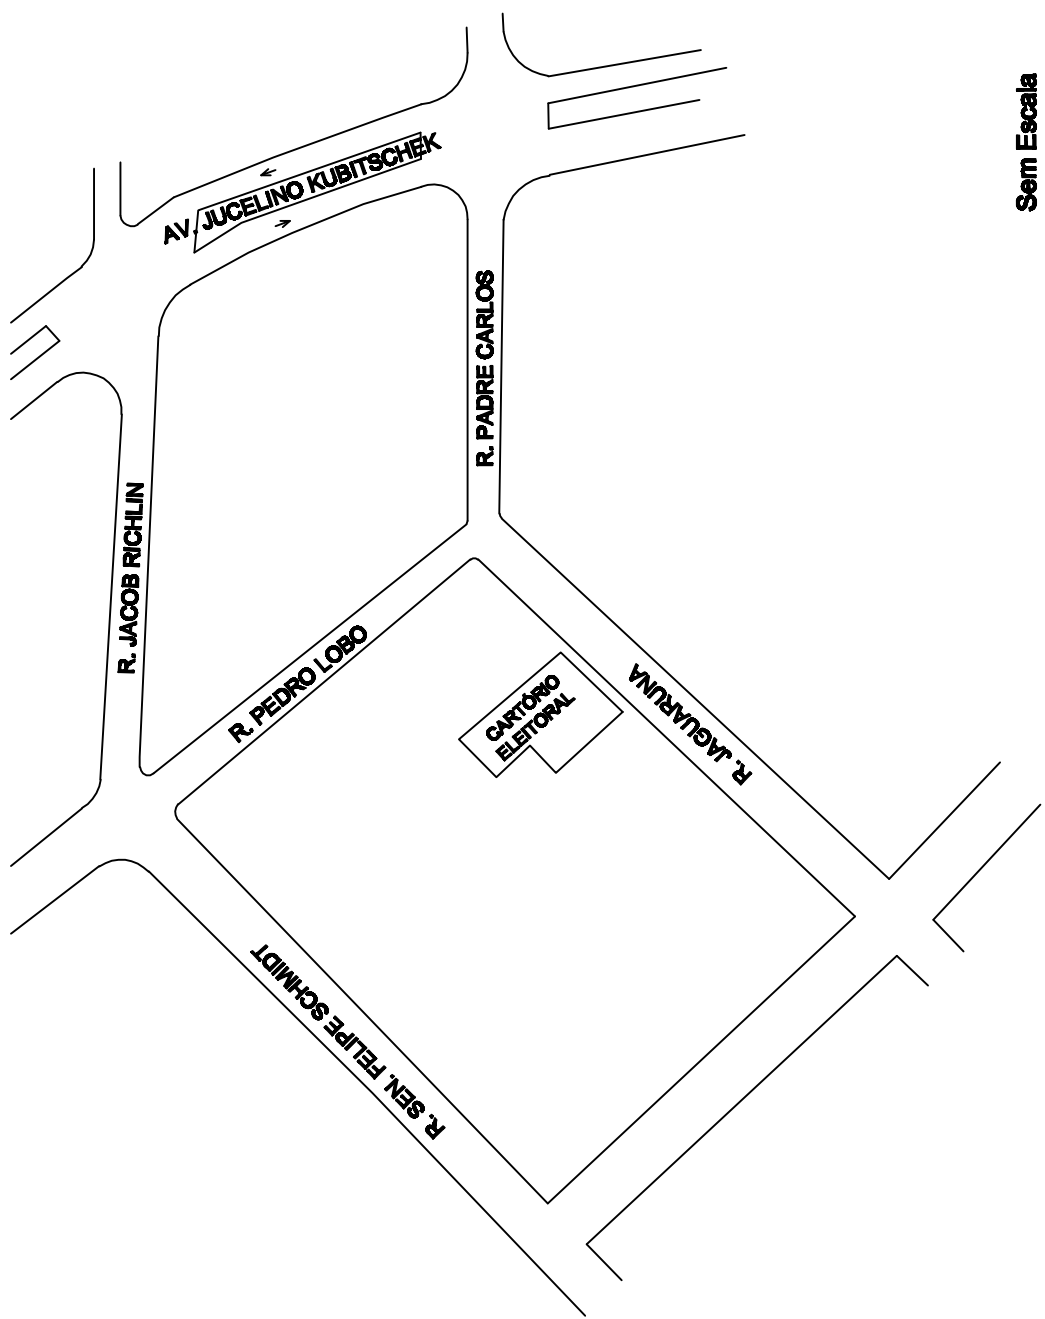 Sem Escala
AV. JUCELINO KUBITSCHEK
R. PADRE CARLOS
R. JACOB RICHLIN
R. PEDRO LOBO
CARTÓRIO
ELEITORAL
R. JAGUARUNA
R. SEN. FELIPE SCHMIDT